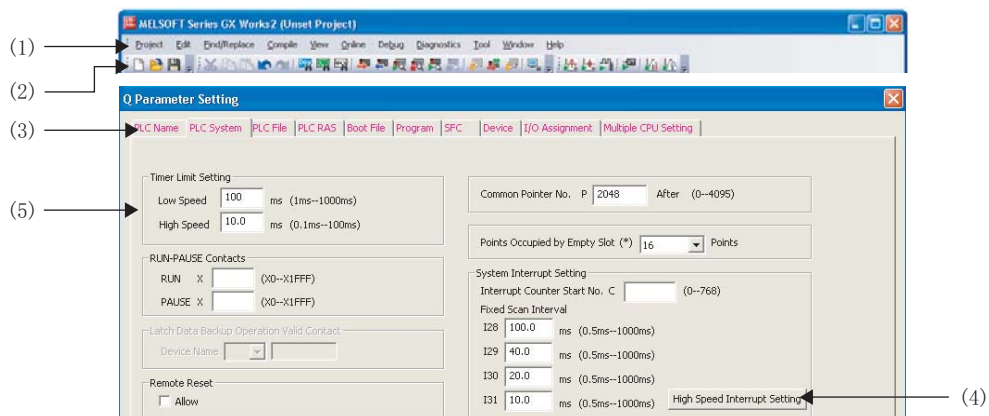 MELSOFT Series GX Works2 (Unset Project)
(1)
Project Edit Find/Replace Compile View Online Debug Diagnostics Tool Window Help
(2)
Q Parameter Setting
(3)
PLC Name PLC System PLC File PLC RAS Boot File Program SFC Device I/O Assignment Multiple CPU Setting
(5)
Timer Limit Setting
Low Speed 100 ms (1ms--1000ms)
High Speed 10.0 ms (0.1ms--100ms)
RUN-PAUSE Contacts
RUN X (X0--X1FFF)
PAUSE X (X0--X1FFF)
Latch Data Backup Operation Valid Contact
Device Name
Remote Reset
Allow
Common Pointer No. P 2048 After (0--4095)
Points Occupied by Empty Slot (*) 16 Points
System Interrupt Setting
Interrupt Counter Start No. C (0--768)
Fixed Scan Interval
I28 100.0 ms (0.5ms--1000ms)
I29 40.0 ms (0.5ms--1000ms)
I30 20.0 ms (0.5ms--1000ms)
I31 10.0 ms (0.5ms--1000ms)
High Speed Interrupt Setting
(4)